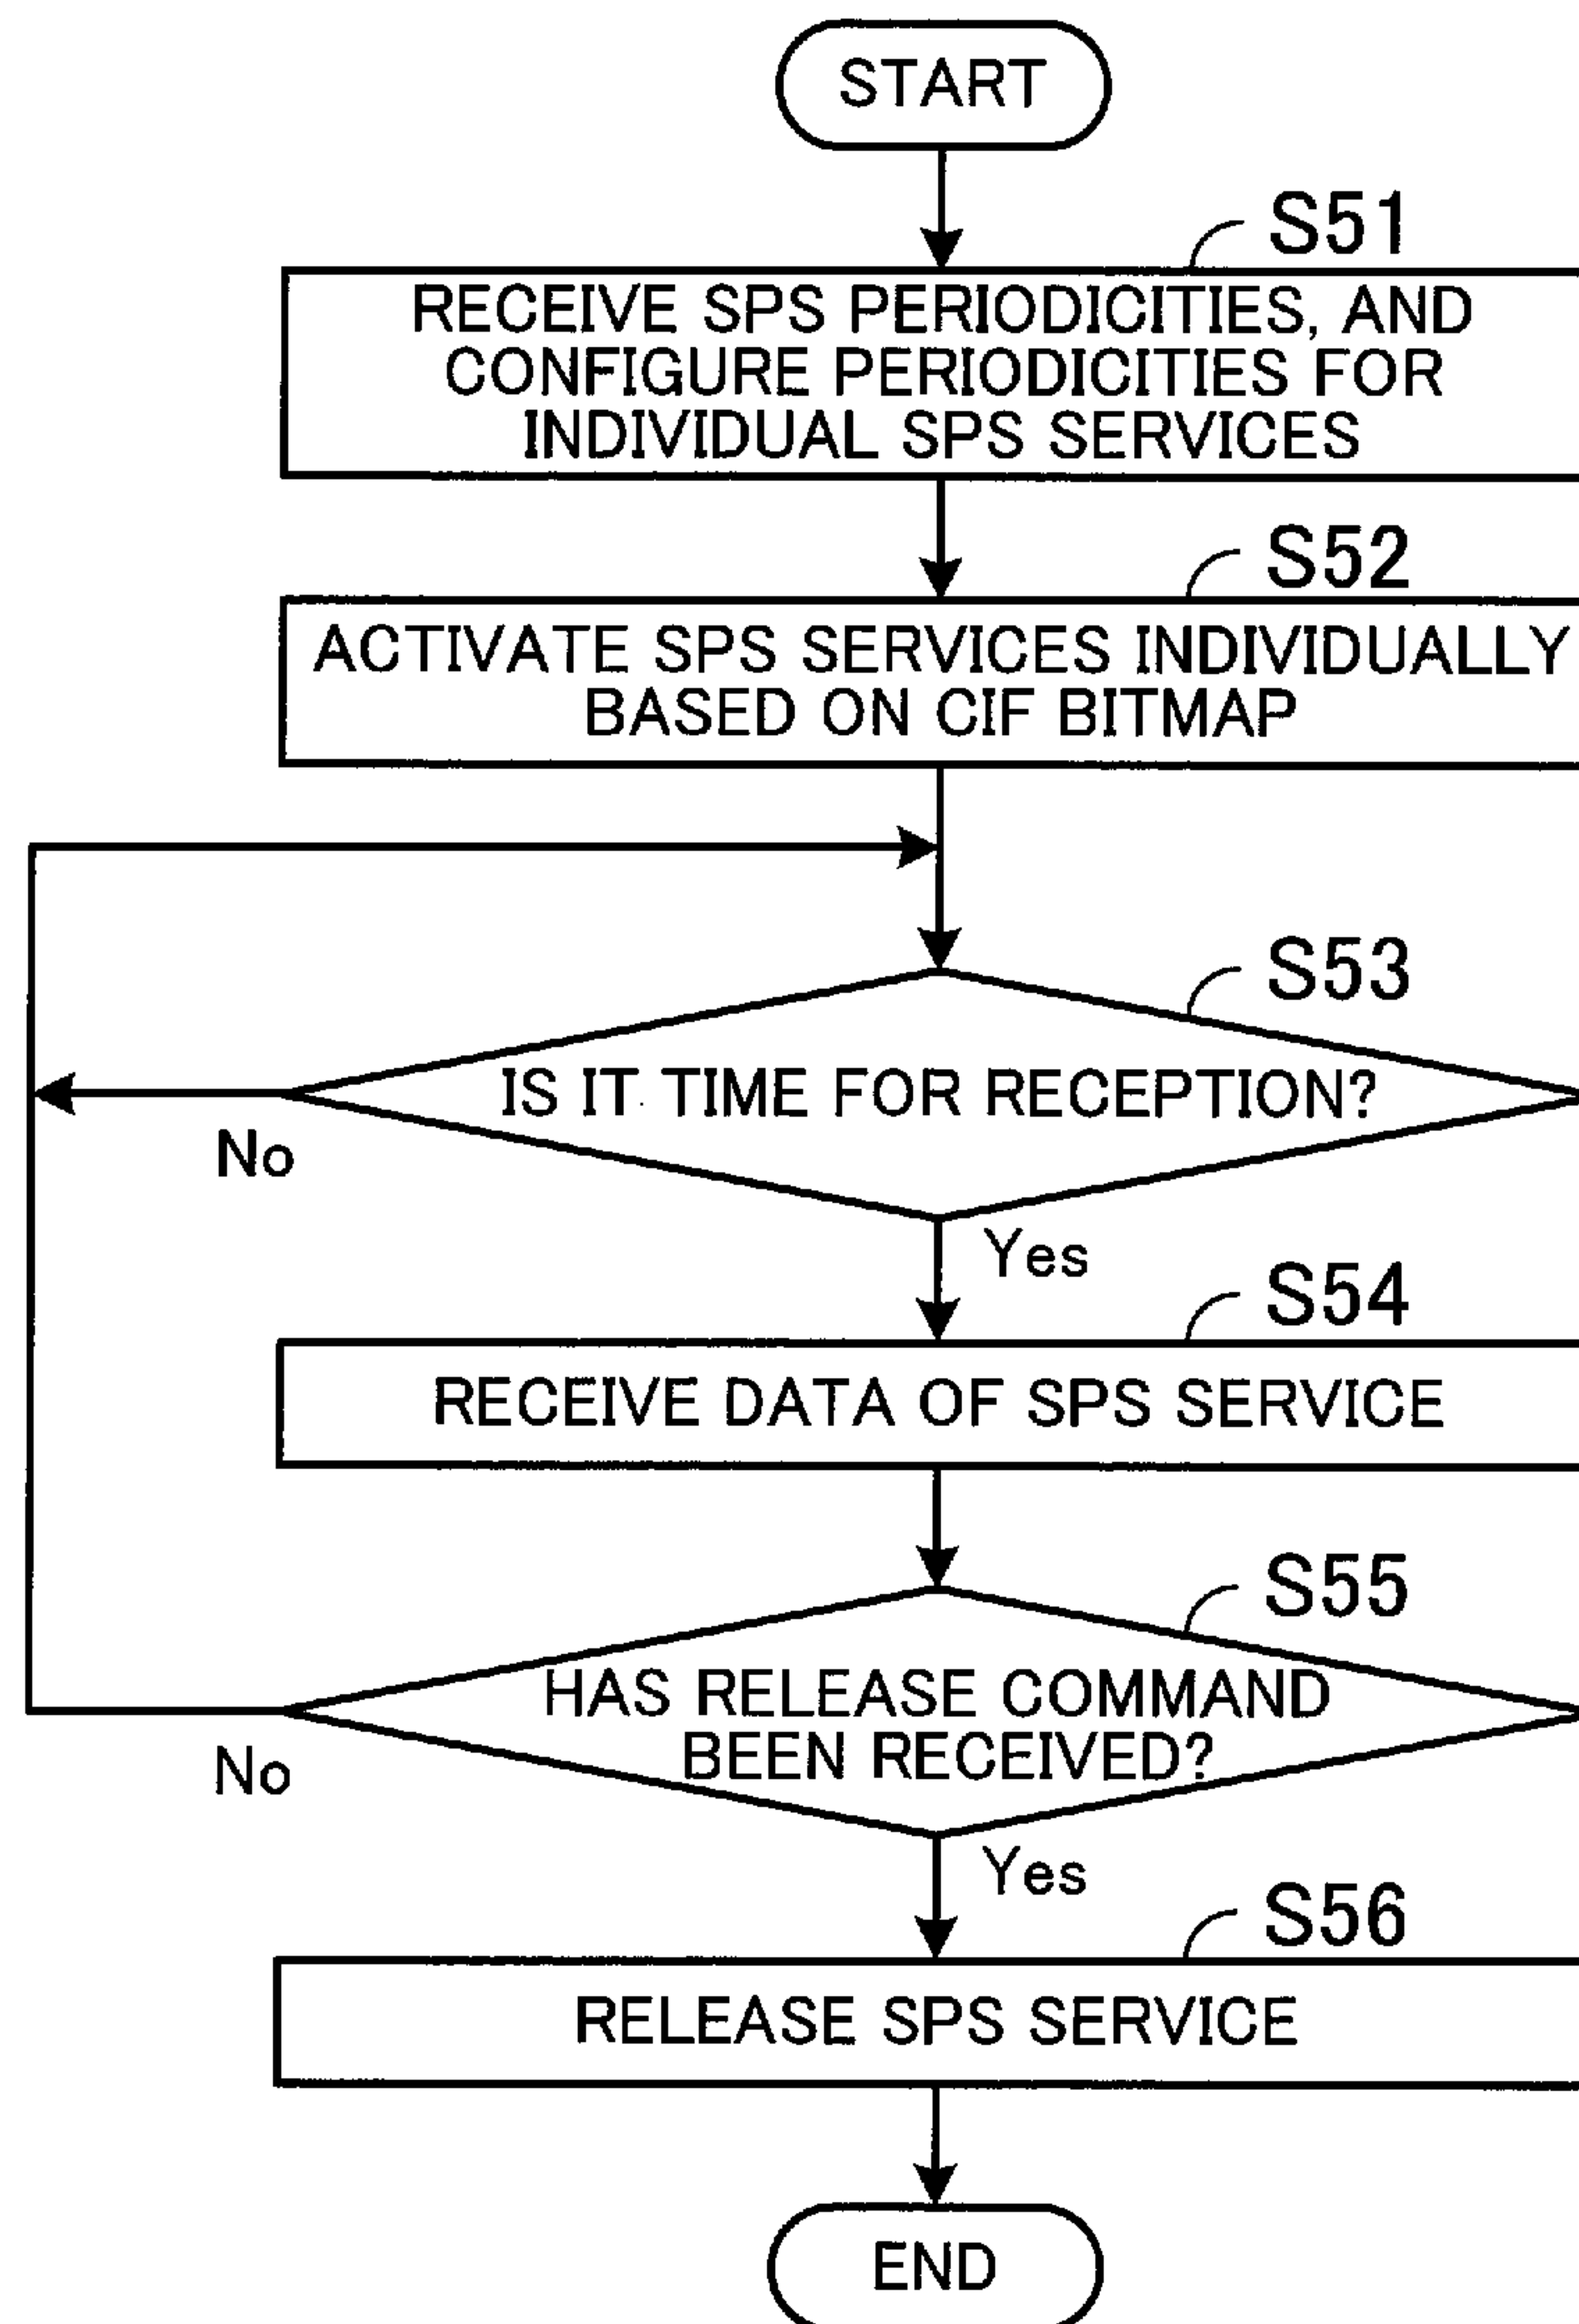 START
S51
RECEIVE SPS PERIODICITIES, AND
CONFIGURE PERIODICITIES FOR
INDIVIDUAL SPS SERVICES
S52
ACTIVATE SPS SERVICES INDIVIDUALLY
BASED ON CIF BITMAP
S53
IS IT TIME FOR RECEPTION?
No
Yes
S54
RECEIVE DATA OF SPS SERVICE
S55
HAS RELEASE COMMAND
BEEN RECEIVED?
No
Yes
S56
RELEASE SPS SERVICE
END